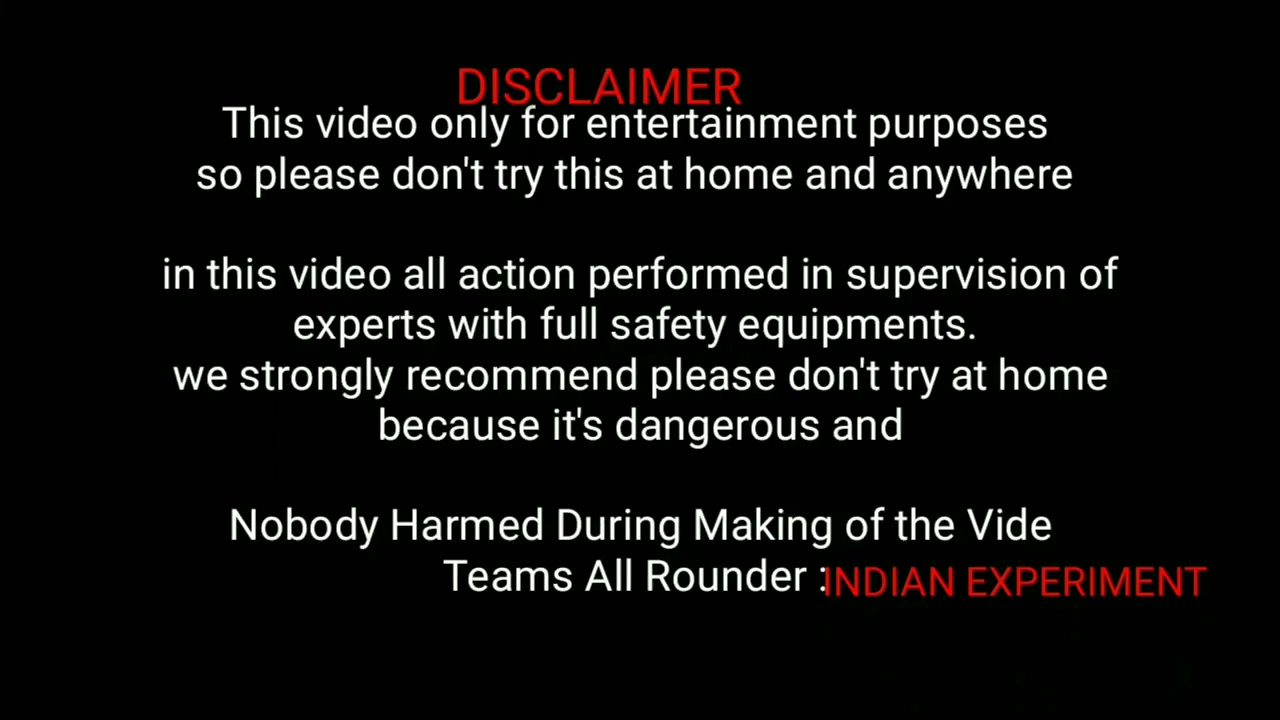 DISCLAIMER
This video only for entertainment purposes
so please don't try this at home and anywhere
in this video all action performed in supervision of
experts with full safety equipments.
we strongly recommend please don't try at home
because it's dangerous and
Nobody Harmed During Making of the Vide
Teams All Rounder :INDIAN EXPERIMENT